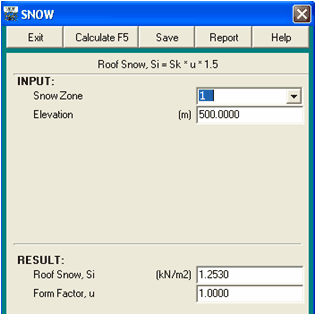 SNOW
Exit Calculate F5 Save Report Help
Roof Snow, Si = Sk * u * 1.5
INPUT:
Snow Zone 1
Elevation (m) 500.0000
RESULT:
Roof Snow, Si (kN/m2) 1.2530
Form Factor, u 1.0000